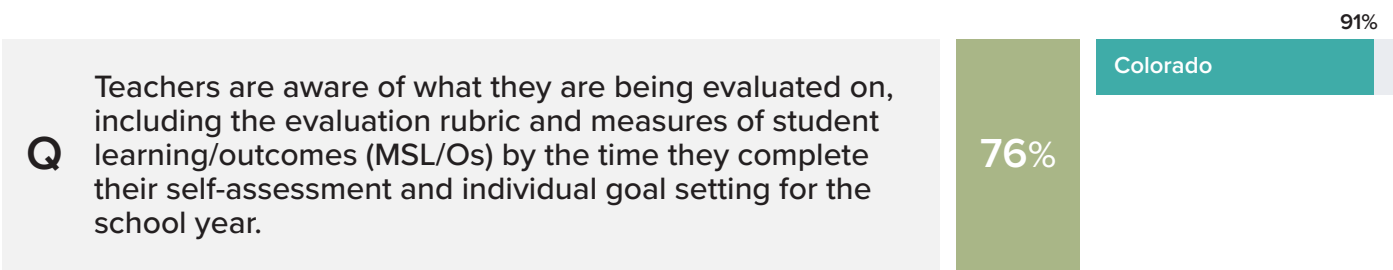 91%
Colorado
Q
Teachers are aware of what they are being evaluated on,
including the evaluation rubric and measures of student
learning/outcomes (MSL/Os) by the time they complete
their self-assessment and individual goal setting for the
school year.
76%